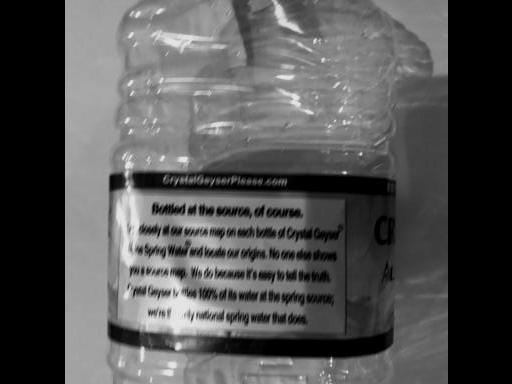 CrystalGeyserPlease.com
Bottled at the source, of course.
closely at our source map on each bottle of Crystal Geyser®
Spring Water® and locate our origins. No one else shows
you a source map. We do because it's easy to tell the truth.
Crystal Geyser 100% of its water at the spring source;
we're national spring water that does.
CR